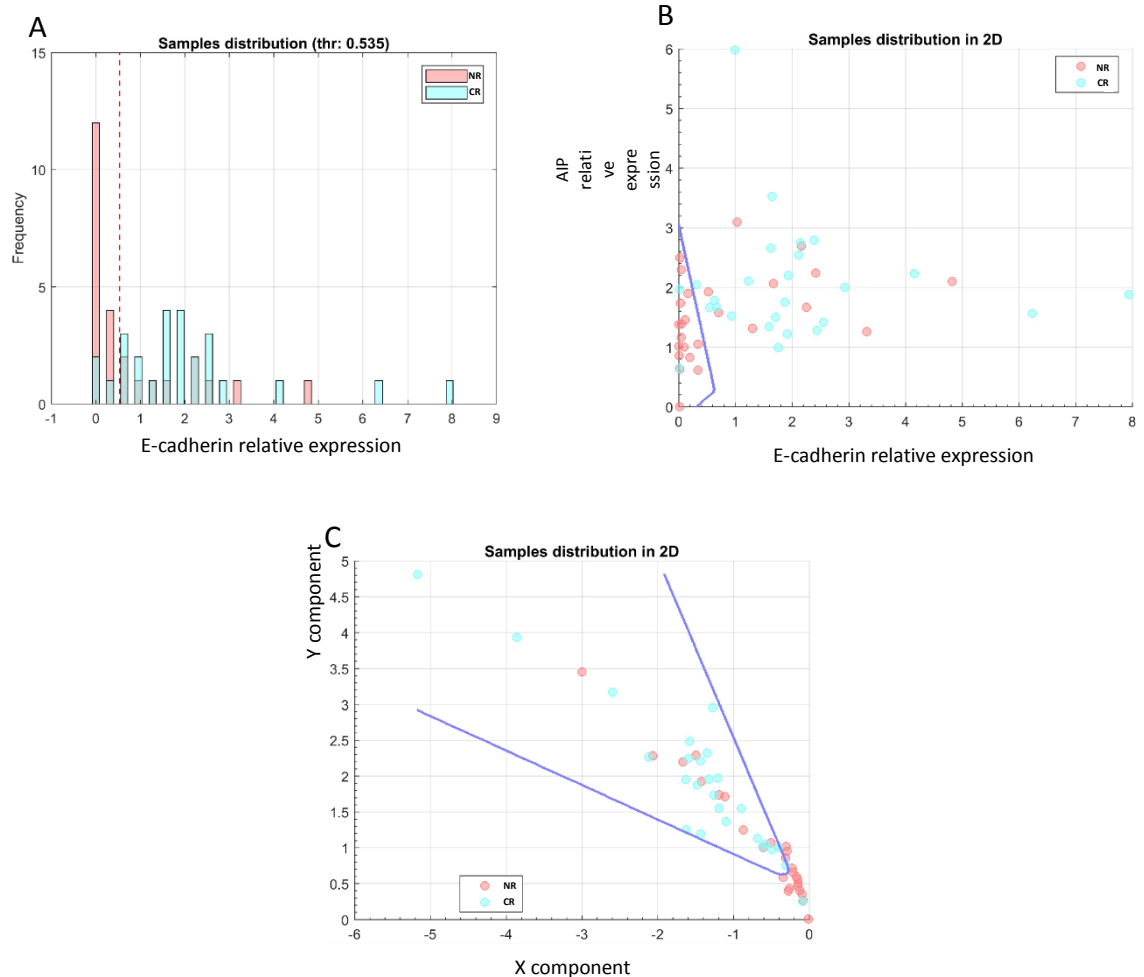 A
Samples distribution (thr: 0.535)
15
10
5
0
Frequency
NR
CR
-1 0 1 2 3 4 5 6 7 8 9
E-cadherin relative expression
B
Samples distribution in 2D
6
5
4
3
2
1
0
AIP
relati
ve
expre
ssion
NR
CR
0 1 2 3 4 5 6 7 8
E-cadherin relative expression
C
Samples distribution in 2D
5
4.5
4
3.5
3
2.5
2
1.5
1
0.5
0
Y component
NR
CR
-6 -5 -4 -3 -2 -1 0
X component